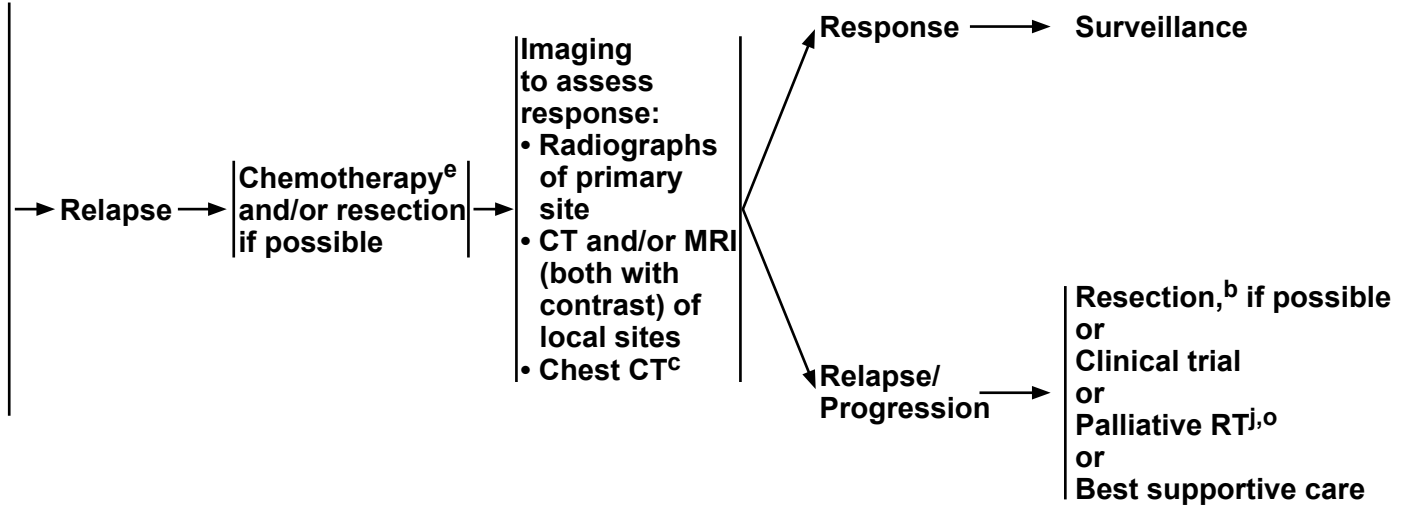 Relapse
Chemotherapyᵉ
and/or resection
if possible
Imaging
to assess
response:
• Radiographs
of primary
site
• CT and/or MRI
(both with
contrast) of
local sites
• Chest CTᶜ
Response
Surveillance
Relapse/
Progression
Resection,ᵇ if possible
or
Clinical trial
or
Palliative RTʲ,ᵒ
or
Best supportive care